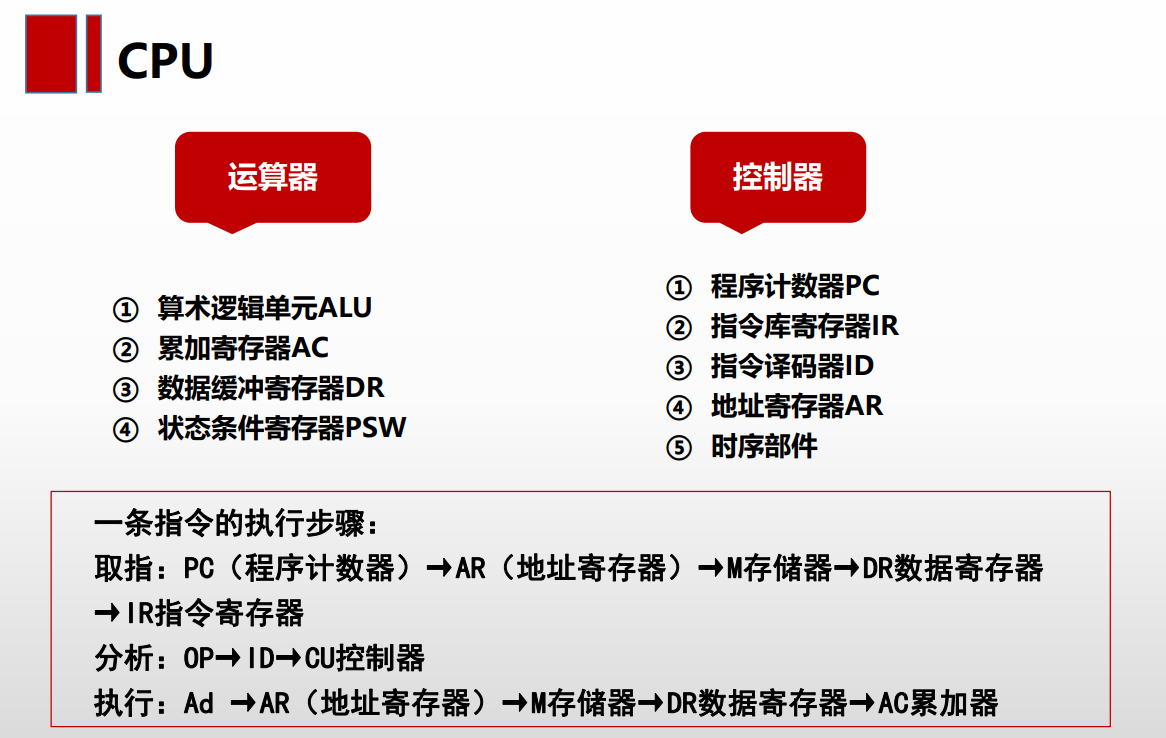 CPU
运算器
① 算术逻辑单元ALU
② 累加寄存器AC
③ 数据缓冲寄存器DR
④ 状态条件寄存器PSW
控制器
① 程序计数器PC
② 指令库寄存器IR
③ 指令译码器ID
④ 地址寄存器AR
⑤ 时序部件
一条指令的执行步骤：
取指：PC（程序计数器）→AR（地址寄存器）→M存储器→DR数据寄存器
→IR指令寄存器
分析：OP→ID→CU控制器
执行：Ad →AR（地址寄存器）→M存储器→DR数据寄存器→AC累加器